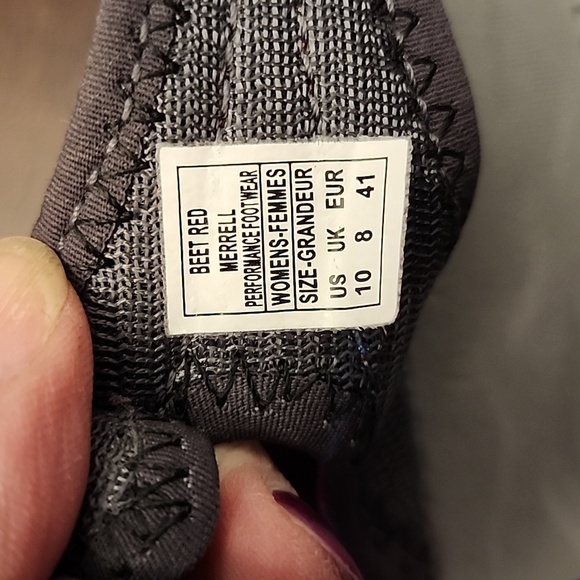 BEET RED
MERRELL
PERFORMANCE FOOTWEAR
WOMENS-FEMMES
SIZE-GRANDEUR
US UK EUR
10 8 41